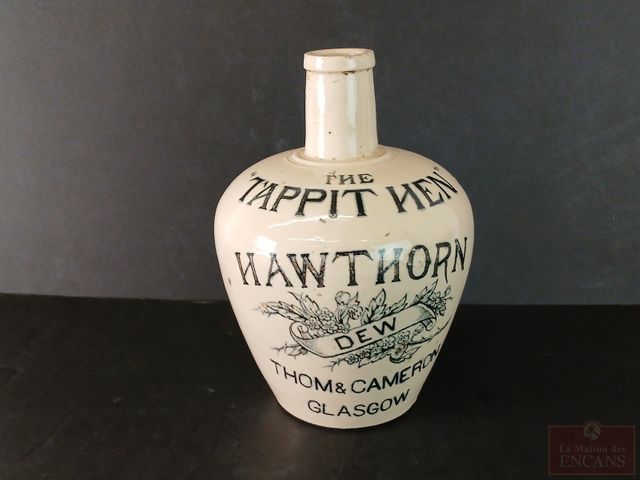 THE
"TAPPIT HEN"
HAWTHORN
DEW
THOM & CAMERON
GLASGOW
La Maison des
ENCANS